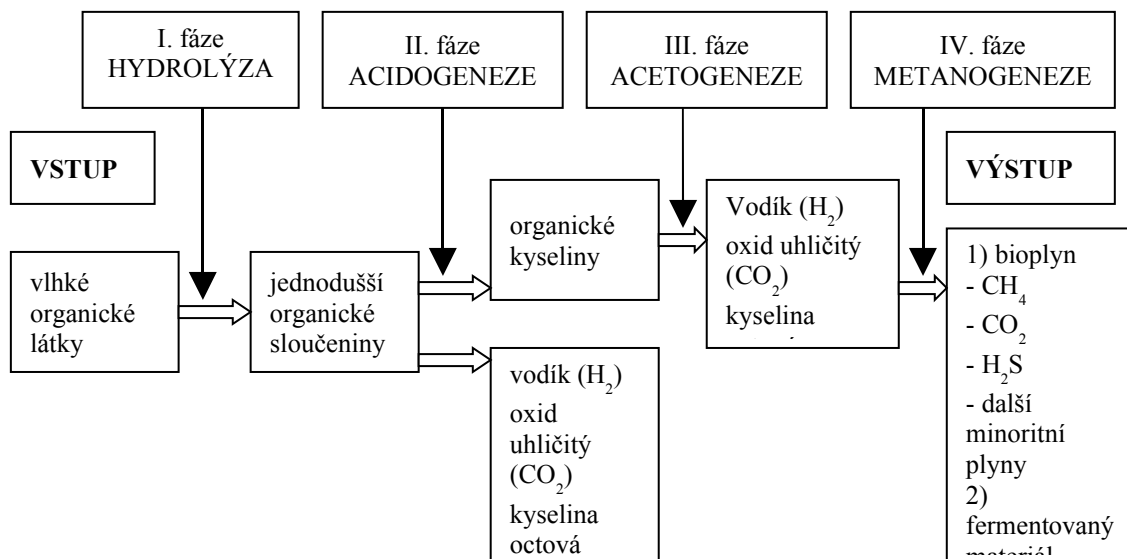 I. fáze
HYDROLÝZA
II. fáze
ACIDOGENEZE
III. fáze
ACETOGENEZE
IV. fáze
METANOGENEZE
VSTUP
VÝSTUP
vlhké
organické
látky
jednodušší
organické
sloučeniny
organické
kyseliny
vodík (H₂)
oxid
uhličitý
(CO₂)
kyselina
octová
Vodík (H₂)
oxid uhličitý
(CO₂)
kyselina
1) bioplyn
- CH₄
- CO₂
- H₂S
- další
minoritní
plyny
2)
fermentovaný
materiál